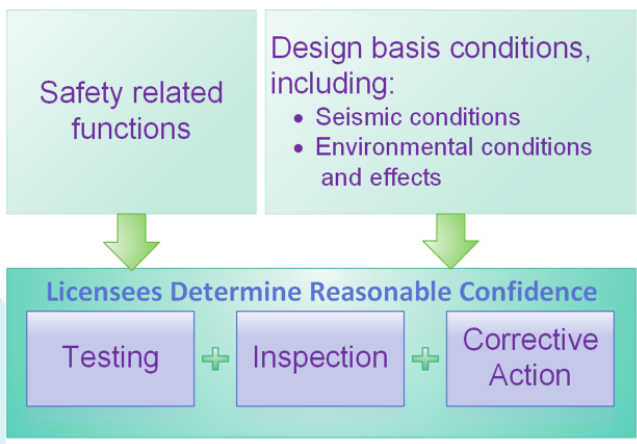 Safety related
functions
Design basis conditions,
including:
• Seismic conditions
• Environmental conditions
and effects
Licensees Determine Reasonable Confidence
Testing + Inspection + Corrective
Action